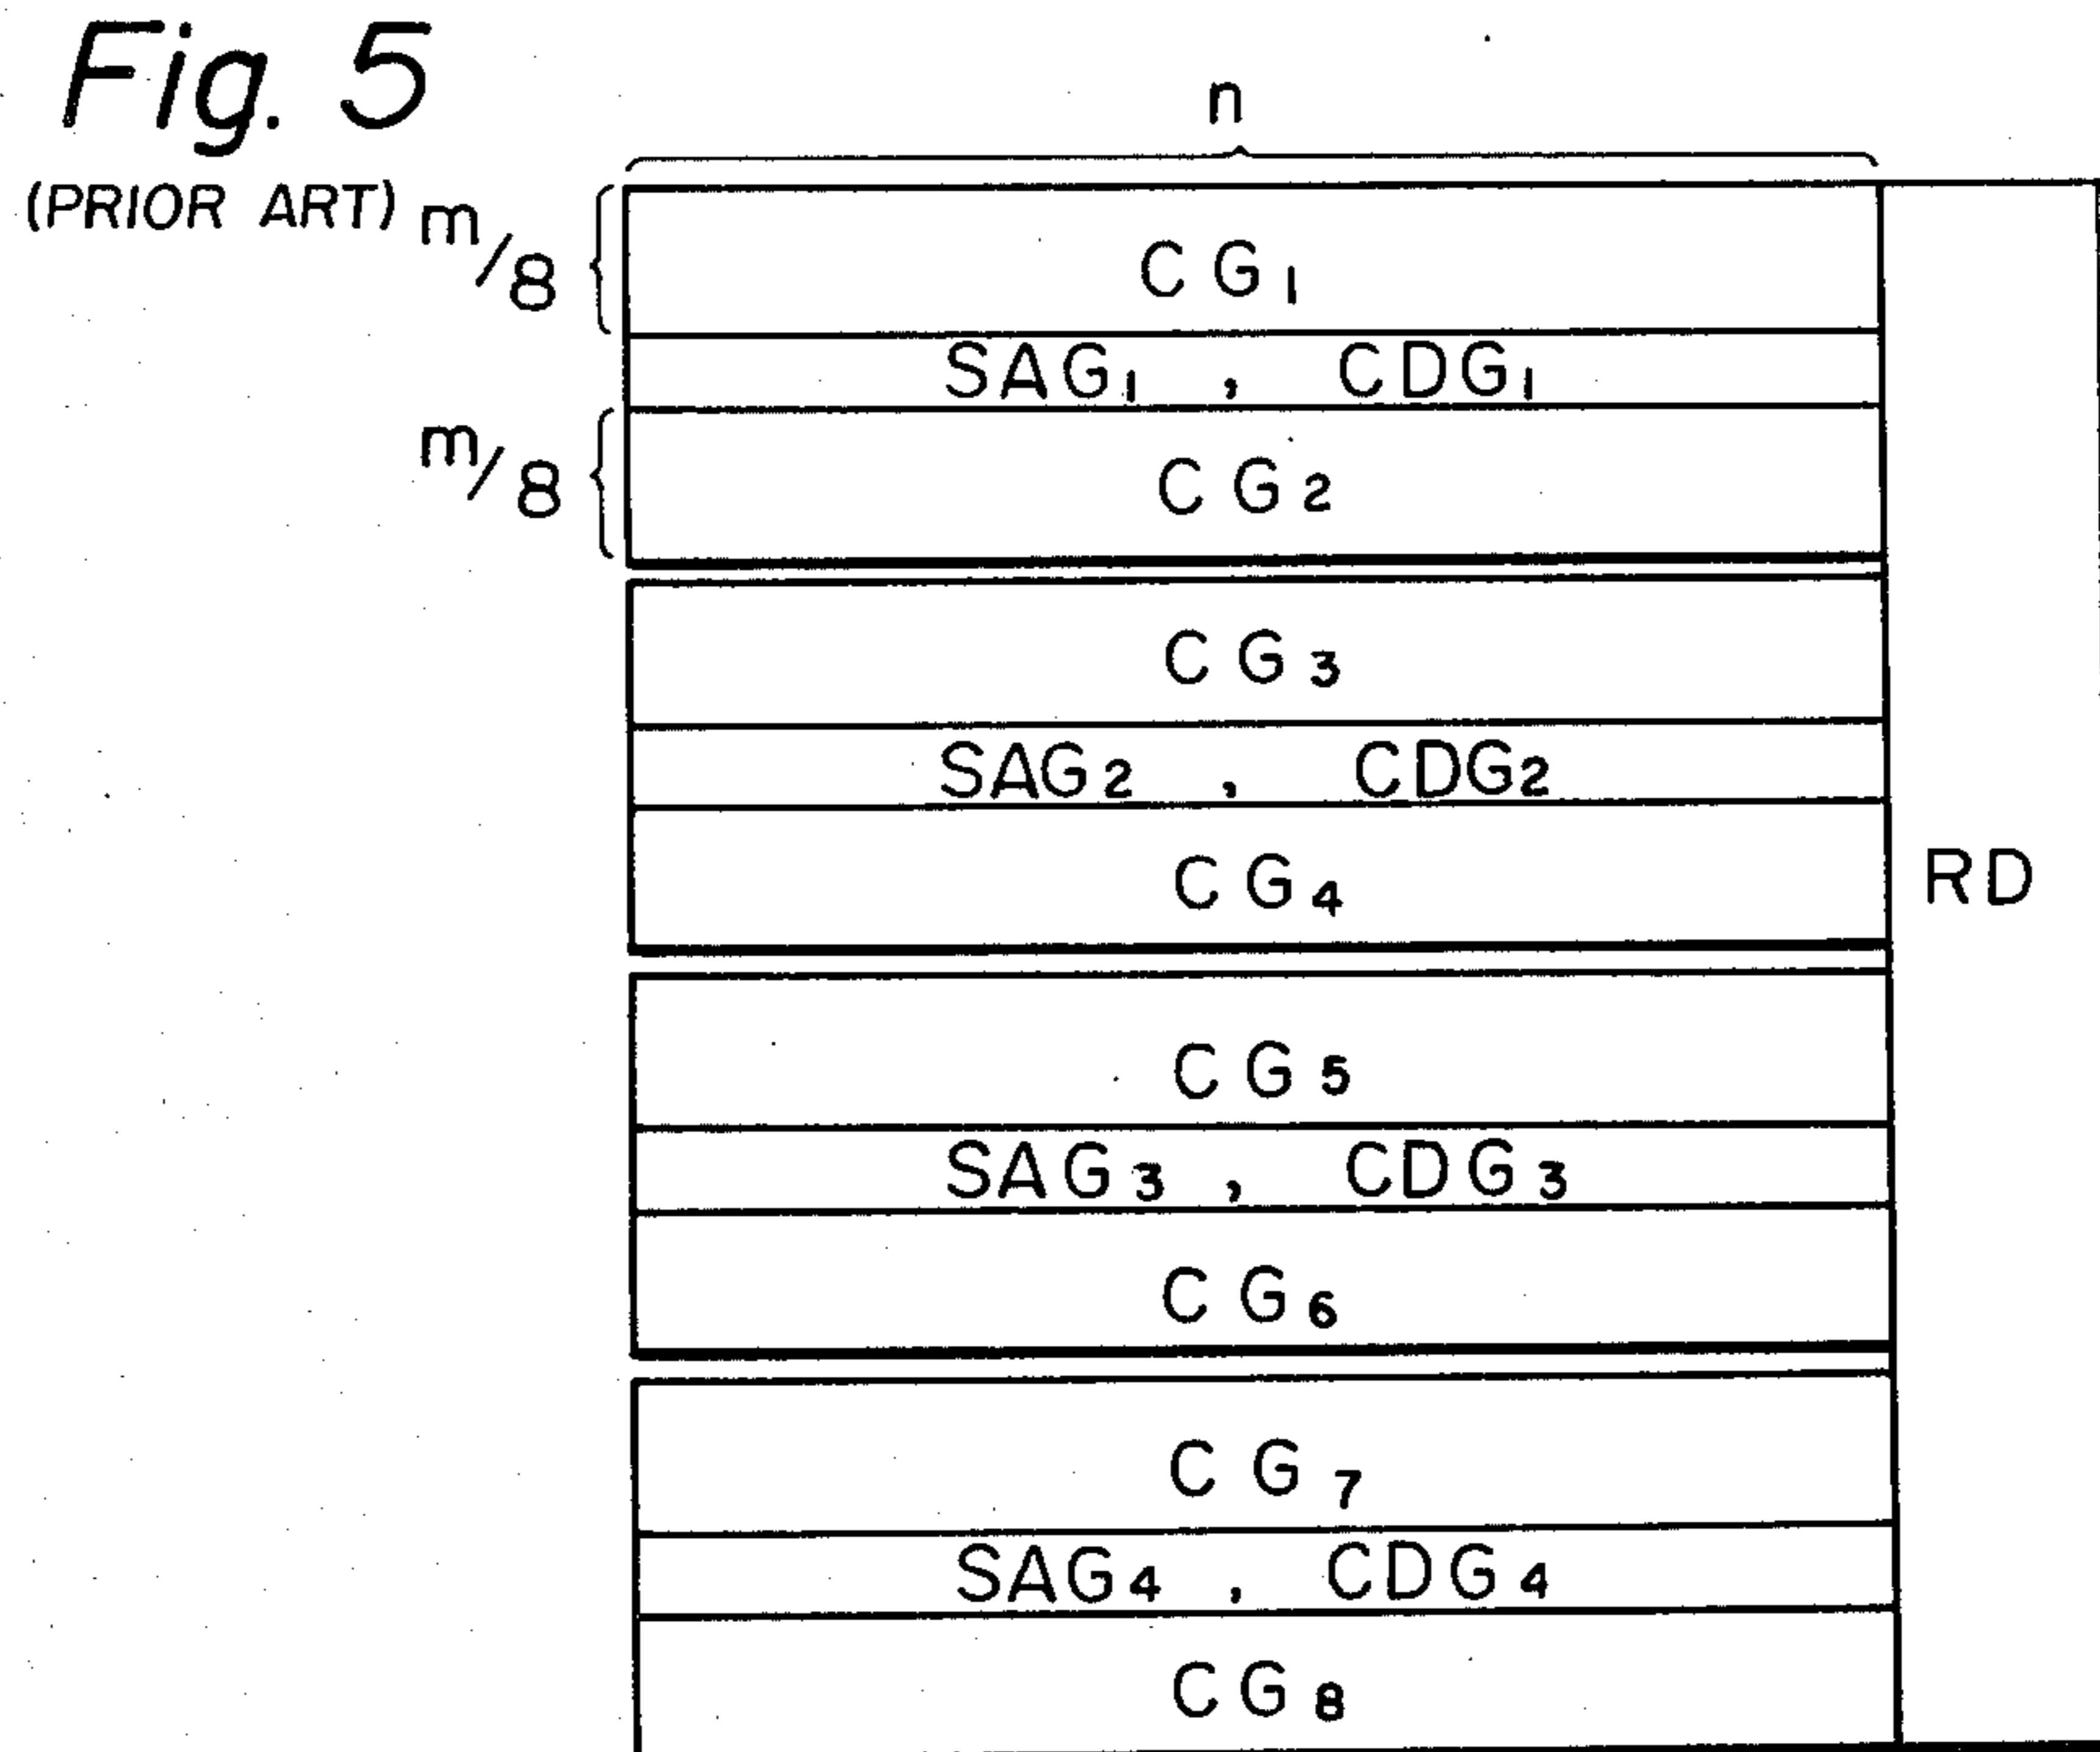 Fig. 5
(PRIOR ART)
n
m/8
CG1
SAG1 , CDG1
m/8
CG2
CG3
SAG2 , CDG2
CG4
RD
CG5
SAG3 , CDG3
CG6
CG7
SAG4 , CDG4
CG8